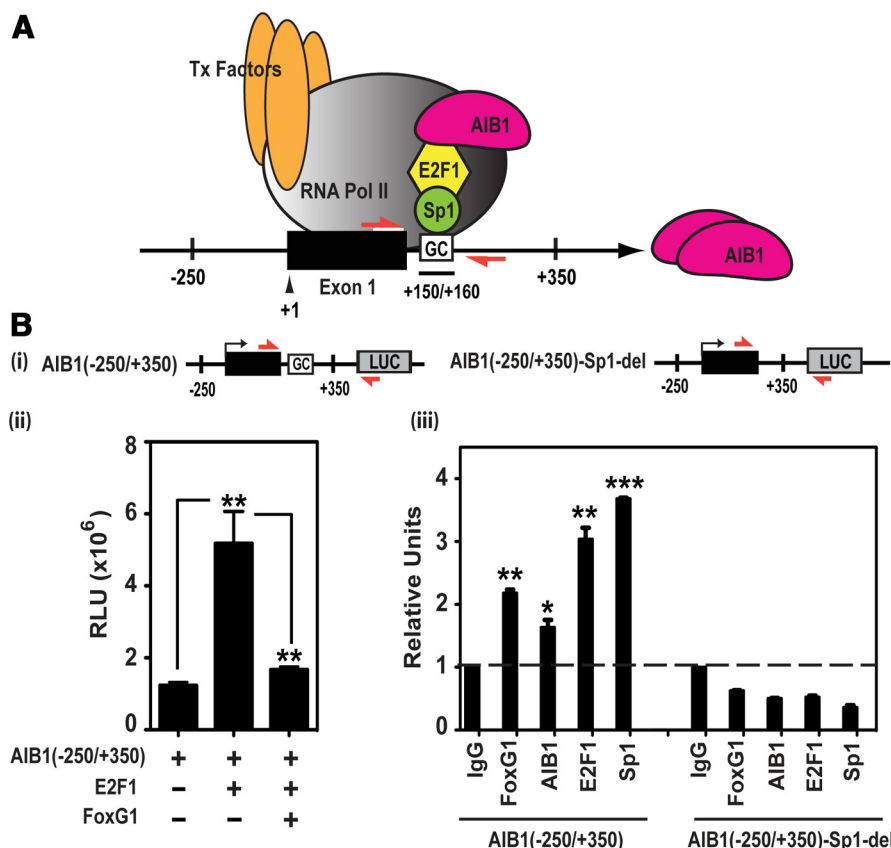 A
Tx Factors
AIB1
E2F1
RNA Pol II
Sp1
GC
AIB1
-250
Exon 1
+150/+160
+350
+1
B
(i) AIB1(-250/+350)
GC
LUC
-250
+350
AIB1(-250/+350)-Sp1-del
LUC
-250
+350
(ii)
RLU (x10⁶)
8
6
4
2
0
**
**
AIB1(-250/+350) + + +
E2F1 – + +
FoxG1 – – +
(iii)
Relative Units
4
3
2
1
0
**
*
**
***
IgG FoxG1 AIB1 E2F1 Sp1
IgG FoxG1 AIB1 E2F1 Sp1
AIB1(-250/+350)
AIB1(-250/+350)-Sp1-del